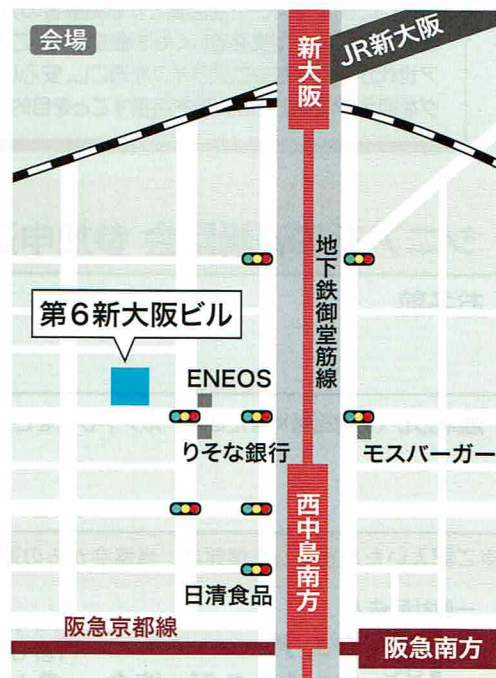 会場
新大阪
JR新大阪
地下鉄御堂筋線
第6新大阪ビル
ENEOS
りそな銀行
モスバーガー
西中島南方
日清食品
阪急京都線
阪急南方